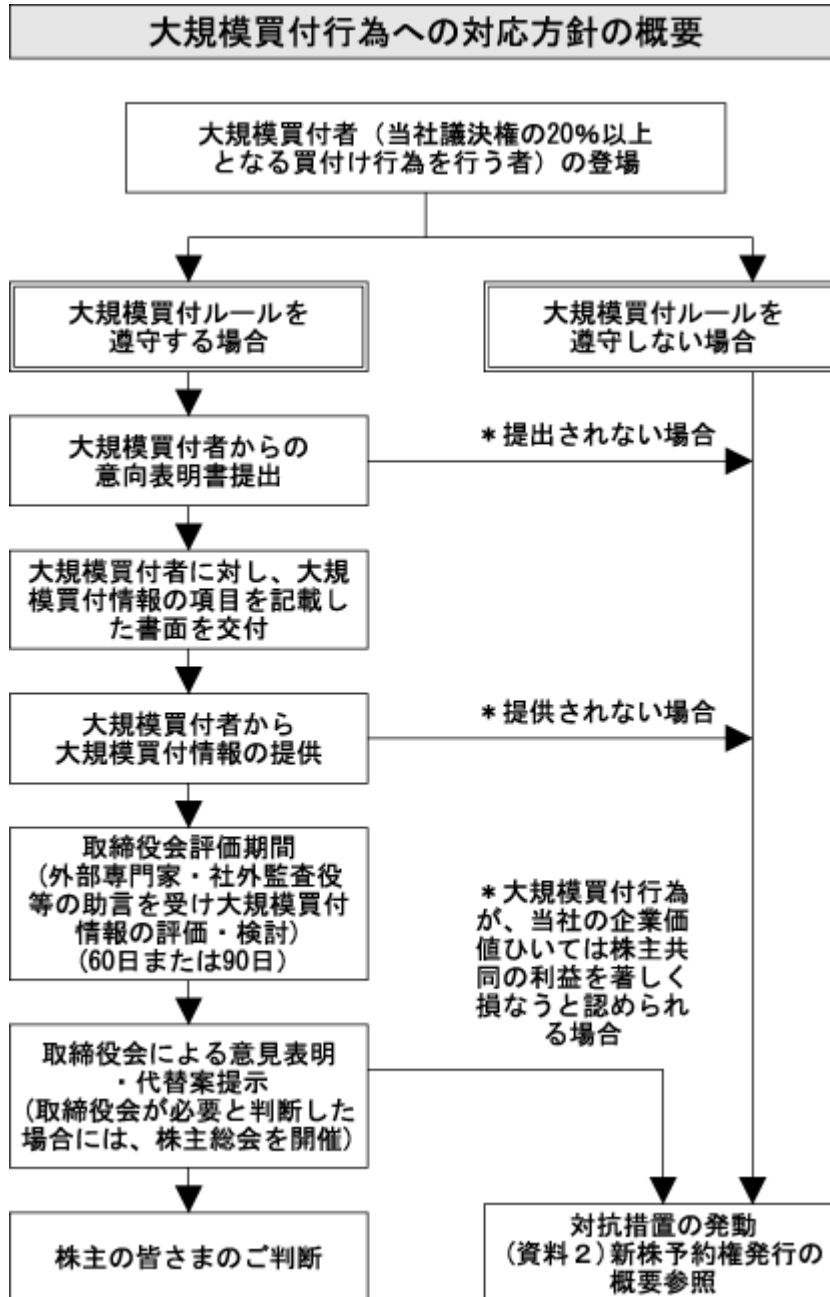 大規模買付行為への対応方針の概要
大規模買付者（当社議決権の20％以上
となる買付け行為を行う者）の登場
大規模買付ルールを
遵守する場合
大規模買付ルールを
遵守しない場合
大規模買付者からの
意向表明書提出
＊提出されない場合
大規模買付者に対し、大規
模買付情報の項目を記載し
た書面を交付
大規模買付者から
大規模買付情報の提供
＊提供されない場合
取締役会評価期間
(外部専門家・社外監査役
等の助言を受け大規模買付
情報の評価・検討)
(60日または90日)
＊大規模買付行為
が、当社の企業価
値ひいては株主共
同の利益を著しく
損なうと認められ
る場合
取締役会による意見表明
・代替案提示
(取締役会が必要と判断した
場合には、株主総会を開催)
株主の皆さまのご判断
対抗措置の発動
(資料２)新株予約権発行の
概要参照